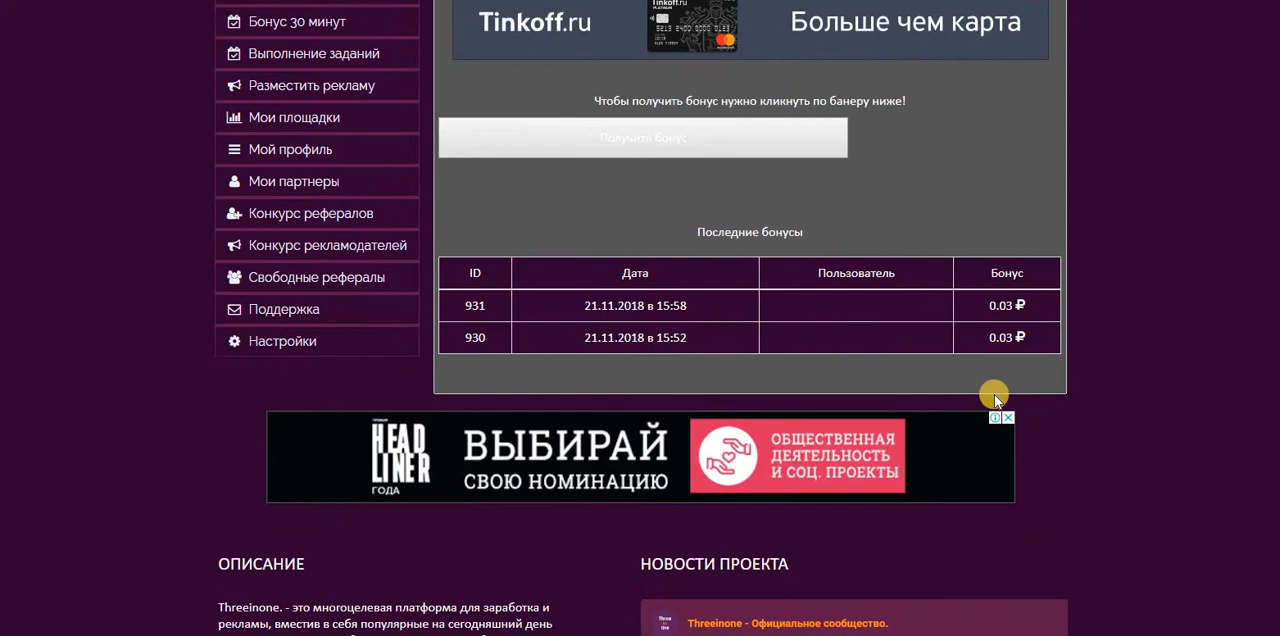 Бонус 30 минут
Выполнение заданий
Разместить рекламу
Мои площадки
Мой профиль
Мои партнеры
Конкурс рефералов
Конкурс рекламодателей
Свободные рефералы
Поддержка
Настройки
Tinkoff.ru
Tinkoff.ru
Больше чем карта
Чтобы получить бонус нужно кликнуть по банеру ниже!
Получить бонус
Последние бонусы
ID Дата Пользователь Бонус
931 21.11.2018 в 15:58 0.03 ₽
930 21.11.2018 в 15:52 0.03 ₽
HEAD
LINER
ГОДА
ВЫБИРАЙ
СВОЮ НОМИНАЦИЮ
ОБЩЕСТВЕННАЯ
ДЕЯТЕЛЬНОСТЬ
И СОЦ. ПРОЕКТЫ
ОПИСАНИЕ
Threeinone. - это многоцелевая платформа для заработка и
рекламы, вместив в себя популярные на сегодняшний день
НОВОСТИ ПРОЕКТА
Threeinone - Официальное сообщество.